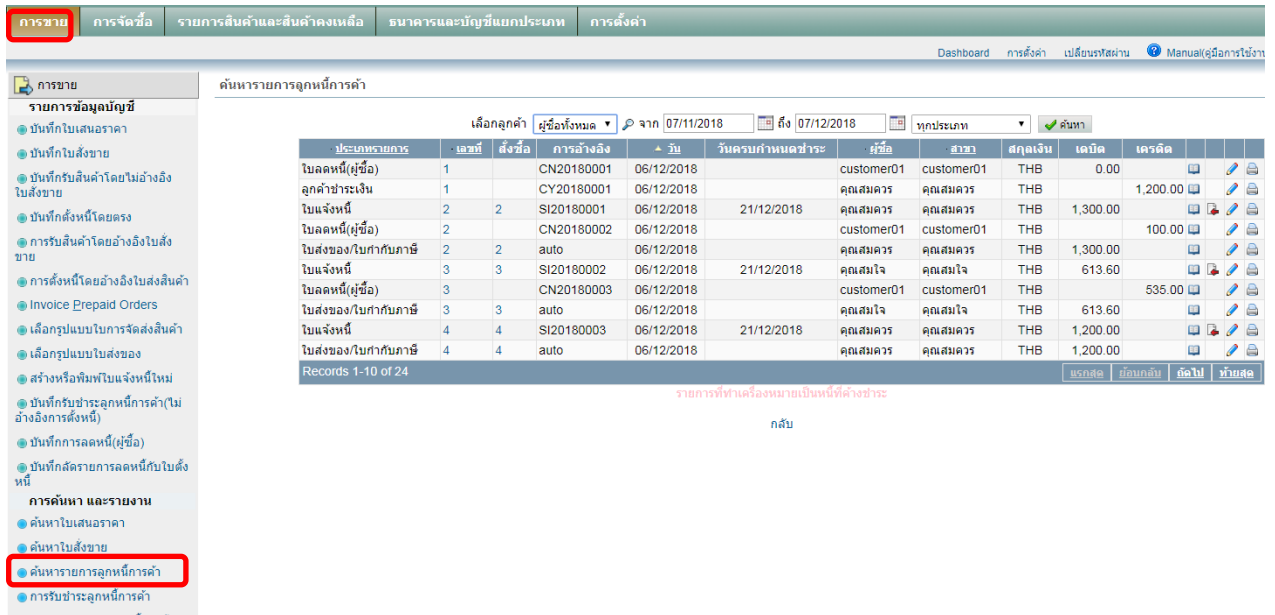 การขาย การจัดซื้อ รายการสินค้าและสินค้าคงเหลือ ธนาคารและบัญชีแยกประเภท การตั้งค่า
Dashboard การตั้งค่า เปลี่ยนรหัสผ่าน Manual(คู่มือการใช้งาน
การขาย
รายการข้อมูลบัญชี
บันทึกใบเสนอราคา
บันทึกใบสั่งขาย
บันทึกรับสินค้าโดยไม่อ้างอิง
ใบสั่งขาย
บันทึกตั้งหนี้โดยตรง
การรับสินค้าโดยอ้างอิงใบสั่ง
ขาย
การตั้งหนี้โดยอ้างอิงใบส่งสินค้า
Invoice Prepaid Orders
เลือกรูปแบบใบการจัดส่งสินค้า
เลือกรูปแบบใบส่งของ
สร้างหรือพิมพ์ใบแจ้งหนี้ใหม่
บันทึกรับชำระลูกหนี้การค้า(ไม่
อ้างอิงการตั้งหนี้)
บันทึกการลดหนี้(ผู้ซื้อ)
บันทึกลัดรายการลดหนี้กับใบตั้ง
หนี้
การค้นหา และรายงาน
ค้นหาใบเสนอราคา
ค้นหาใบสั่งขาย
ค้นหารายการลูกหนี้การค้า
การรับชำระลูกหนี้การค้า
ค้นหารายการลูกหนี้การค้า
เลือกลูกค้า ผู้ซื้อทั้งหมด จาก 07/11/2018 ถึง 07/12/2018 ทุกประเภท ค้นหา
ประเภทรายการ เลขที่ สั่งซื้อ การอ้างอิง วัน วันครบกำหนดชำระ ผู้ซื้อ สาขา สกุลเงิน เดบิต เครดิต
ใบลดหนี้(ผู้ซื้อ) 1 CN20180001 06/12/2018 customer01 customer01 THB 0.00
ลูกค้าชำระเงิน 1 CY20180001 06/12/2018 คุณสมควร คุณสมควร THB 1,200.00
ใบแจ้งหนี้ 2 2 SI20180001 06/12/2018 21/12/2018 คุณสมควร คุณสมควร THB 1,300.00
ใบลดหนี้(ผู้ซื้อ) 2 CN20180002 06/12/2018 customer01 customer01 THB 100.00
ใบส่งของ/ใบกำกับภาษี 2 2 auto 06/12/2018 คุณสมควร คุณสมควร THB 1,300.00
ใบแจ้งหนี้ 3 3 SI20180002 06/12/2018 21/12/2018 คุณสมใจ คุณสมใจ THB 613.60
ใบลดหนี้(ผู้ซื้อ) 3 CN20180003 06/12/2018 customer01 customer01 THB 535.00
ใบส่งของ/ใบกำกับภาษี 3 3 auto 06/12/2018 คุณสมใจ คุณสมใจ THB 613.60
ใบแจ้งหนี้ 4 4 SI20180003 06/12/2018 21/12/2018 คุณสมควร คุณสมควร THB 1,200.00
ใบส่งของ/ใบกำกับภาษี 4 4 auto 06/12/2018 คุณสมควร คุณสมควร THB 1,200.00
Records 1-10 of 24 แรกสุด ย้อนกลับ ถัดไป ท้ายสุด
รายการที่ทำเครื่องหมายเป็นหนี้ที่ค้างชำระ
กลับ